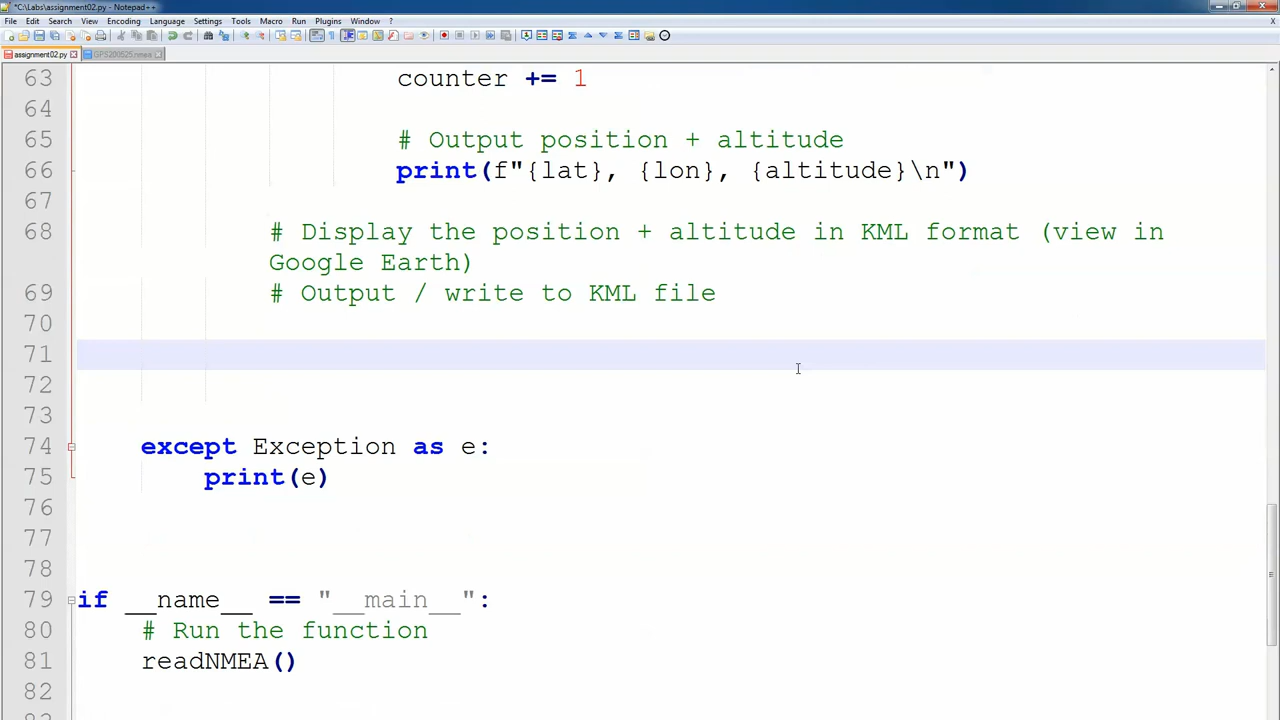 *C:\Labs\assignment02.py - Notepad++
File Edit Search View Encoding Language Settings Tools Macro Run Plugins Window ?
X
assignment02.py GPS200525.nmea
63 counter += 1
64
65 # Output position + altitude
66 print(f"{lat}, {lon}, {altitude}\n")
67
68 # Display the position + altitude in KML format (view in
Google Earth)
69 # Output / write to KML file
70
71
72
73
74 except Exception as e:
75 print(e)
76
77
78
79 if __name__ == "__main__":
80 # Run the function
81 readNMEA()
82
83